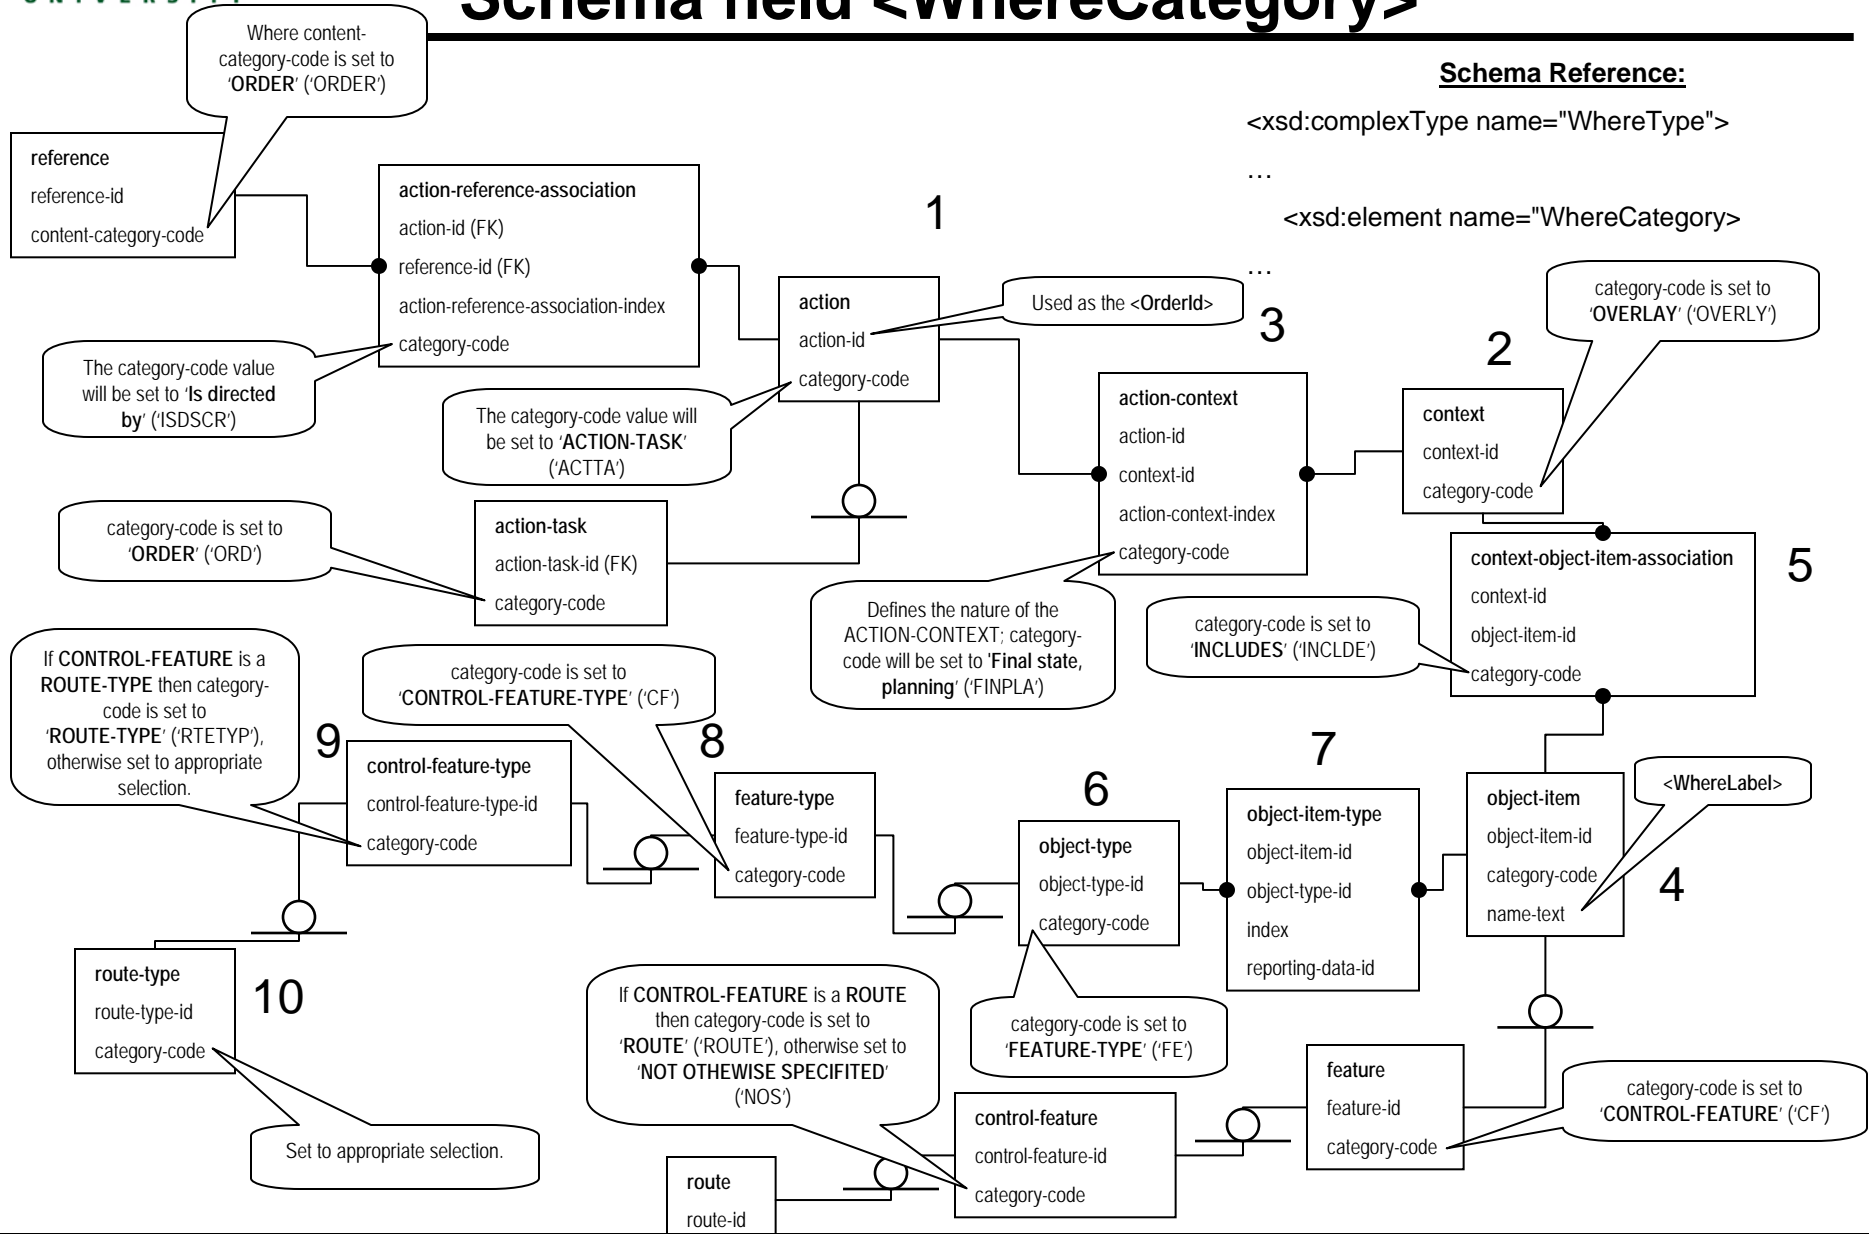 UNIVERSITY
Schema field <WhereCategory>
Where content-
category-code is set to
‘ORDER’ (‘ORDER’)
Schema Reference:
<xsd:complexType name="WhereType">
…
<xsd:element name="WhereCategory>
…
reference
reference-id
content-category-code
action-reference-association
action-id (FK)
reference-id (FK)
action-reference-association-index
category-code
1
action
action-id
category-code
Used as the <OrderId>
3
2
category-code is set to
‘OVERLAY’ (‘OVERLY’)
The category-code value
will be set to ‘Is directed
by’ (‘ISDSCR’)
The category-code value will
be set to ‘ACTION-TASK’
(‘ACTTA’)
action-context
action-id
context-id
action-context-index
category-code
context
context-id
category-code
category-code is set to
‘ORDER’ (‘ORD’)
action-task
action-task-id (FK)
category-code
context-object-item-association
context-id
object-item-id
category-code
5
Defines the nature of the
ACTION-CONTEXT; category-
code will be set to 'Final state,
planning’ (‘FINPLA’)
category-code is set to
‘INCLUDES’ (‘INCLDE’)
If CONTROL-FEATURE is a
ROUTE-TYPE then category-
code is set to
‘ROUTE-TYPE’ (‘RTETYP’),
otherwise set to appropriate
selection.
category-code is set to
‘CONTROL-FEATURE-TYPE’ (‘CF’)
9
control-feature-type
control-feature-type-id
category-code
8
feature-type
feature-type-id
category-code
6
object-type
object-type-id
category-code
7
object-item-type
object-item-id
object-type-id
index
reporting-data-id
object-item
object-item-id
category-code
name-text
<WhereLabel>
4
route-type
route-type-id
category-code
10
If CONTROL-FEATURE is a ROUTE
then category-code is set to
‘ROUTE’ (‘ROUTE’), otherwise set to
‘NOT OTHEWISE SPECIFITED’
(‘NOS’)
category-code is set to
‘FEATURE-TYPE’ (‘FE’)
feature
feature-id
category-code
category-code is set to
‘CONTROL-FEATURE’ (‘CF’)
Set to appropriate selection.
control-feature
control-feature-id
category-code
route
route-id